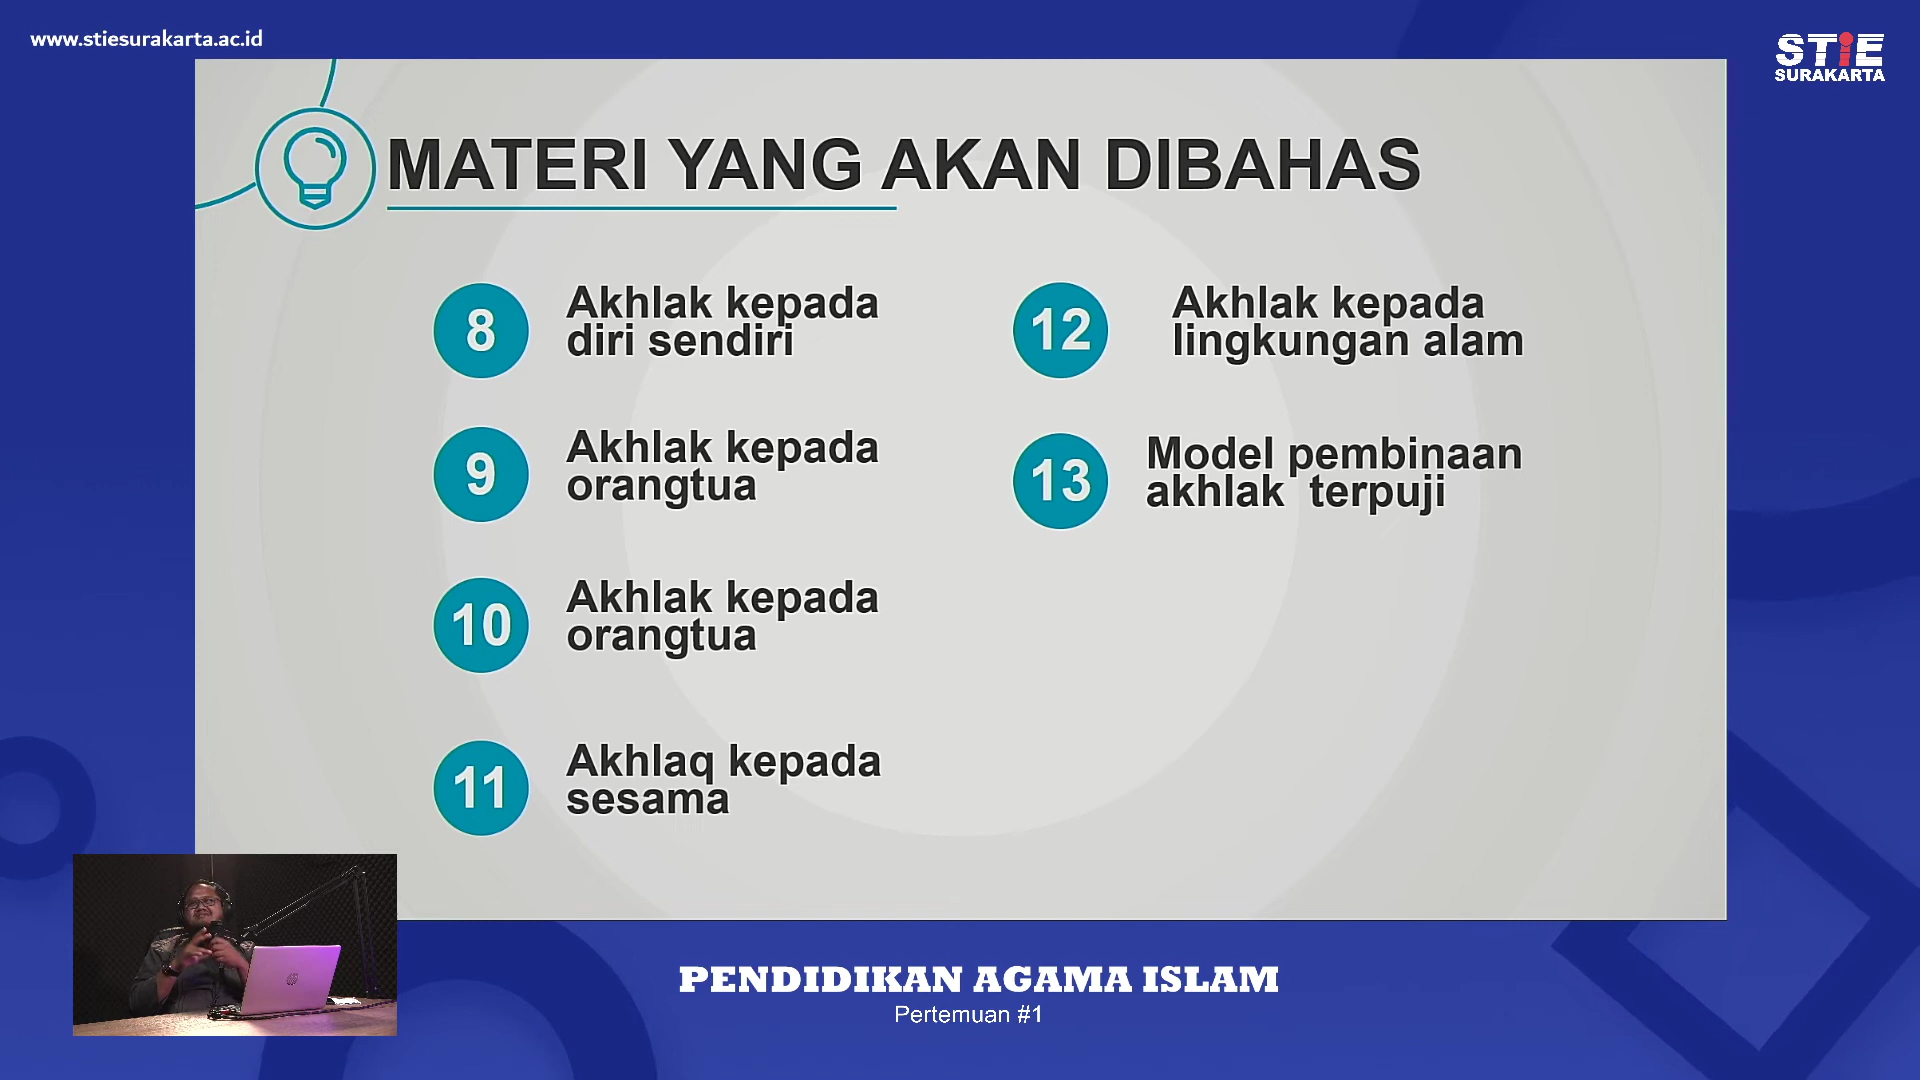 www.stiesurakarta.ac.id
STIE
SURAKARTA
MATERI YANG AKAN DIBAHAS
8
Akhlak kepada
diri sendiri
9
Akhlak kepada
orangtua
10
Akhlak kepada
orangtua
11
Akhlaq kepada
sesama
12
Akhlak kepada
lingkungan alam
13
Model pembinaan
akhlak  terpuji
PENDIDIKAN AGAMA ISLAM
Pertemuan #1